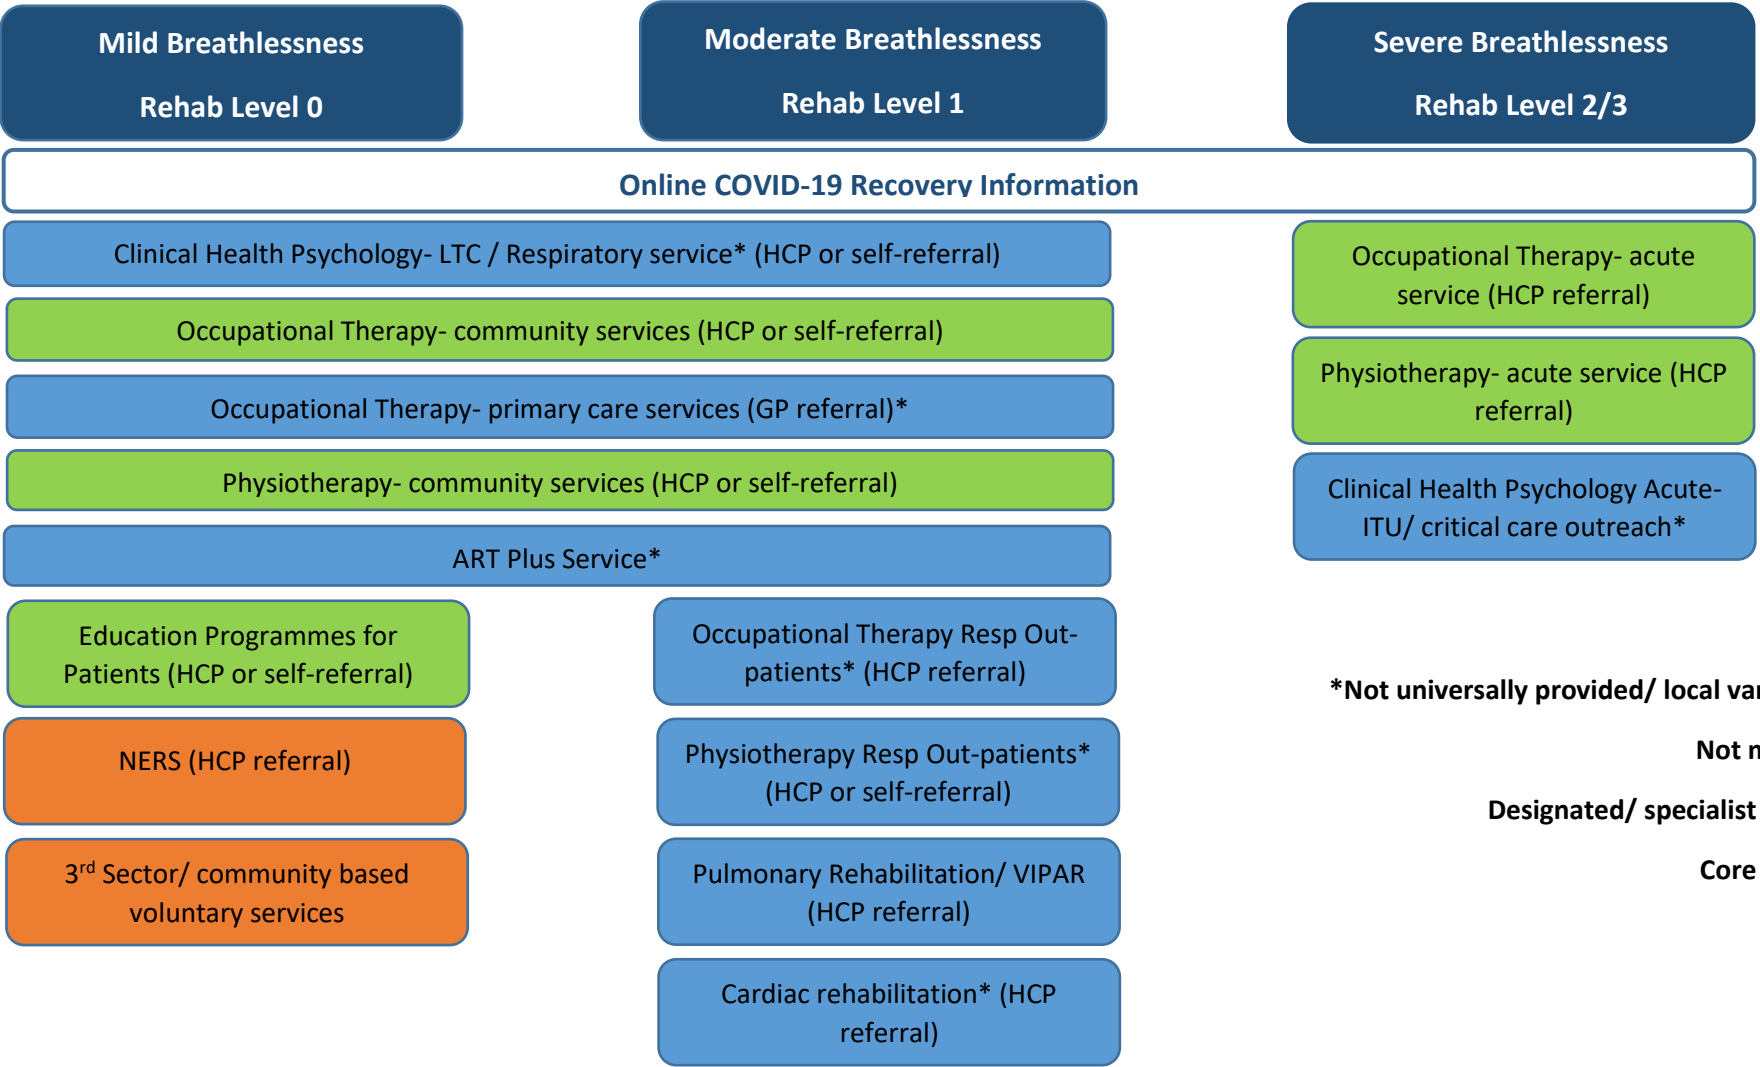 Mild Breathlessness
Rehab Level 0
Moderate Breathlessness
Rehab Level 1
Severe Breathlessness
Rehab Level 2/3
Online COVID-19 Recovery Information
Clinical Health Psychology- LTC / Respiratory service* (HCP or self-referral)
Occupational Therapy- community services (HCP or self-referral)
Occupational Therapy- primary care services (GP referral)*
Physiotherapy- community services (HCP or self-referral)
ART Plus Service*
Education Programmes for
Patients (HCP or self-referral)
NERS (HCP referral)
3rd Sector/ community based
voluntary services
Occupational Therapy Resp Out-
patients* (HCP referral)
Physiotherapy Resp Out-patients*
(HCP or self-referral)
Pulmonary Rehabilitation/ VIPAR
(HCP referral)
Cardiac rehabilitation* (HCP
referral)
Occupational Therapy- acute
service (HCP referral)
Physiotherapy- acute service (HCP
referral)
Clinical Health Psychology Acute-
ITU/ critical care outreach*
*Not universally provided/ local
Not
Designated/ specialist
Core